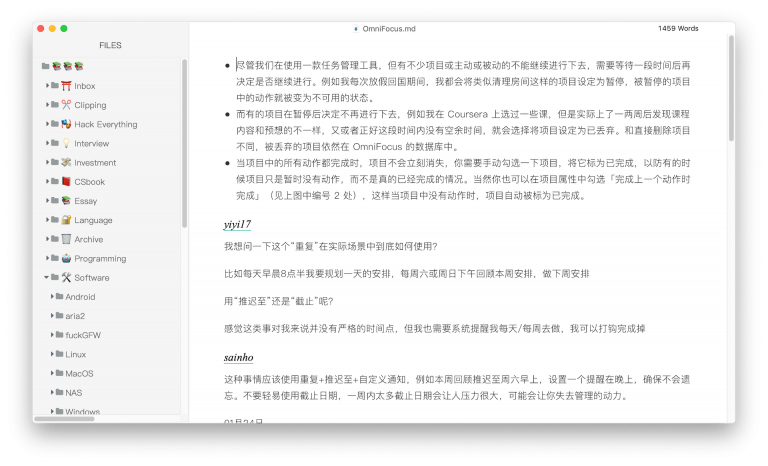 OmniFocus.md
1459 Words
FILES
Inbox
Clipping
Hack Everything
Interview
Investment
CSbook
Essay
Language
Archive
Programming
Software
Android
aria2
fuckGFW
Linux
MacOS
NAS
Windows
尽管我们在使用一款任务管理工具，但有不少项目或主动或被动的不能继续进行下去，需要等待一段时间后再
决定是否继续进行。例如我每次放假回国期间，我都会将类似清理房间这样的项目设定为暂停，被暂停的项目
中的动作就被变为不可用的状态。
而有的项目在暂停后决定不再进行下去，例如我在 Coursera 上选过一些课，但是实际上了一两周后发现课程
内容和预想的不一样，又或者正好这段时间内没有空余时间，就会选择将项目设定为已丢弃。和直接删除项目
不同，被丢弃的项目依然在 OmniFocus 的数据库中。
当项目中的所有动作都完成时，项目不会立刻消失，你需要手动勾选一下项目，将它标为已完成，以防有的时
候项目只是暂时没有动作，而不是真的已经完成的情况。当然你也可以在项目属性中勾选「完成上一个动作时
完成」（见上图中编号 2 处），这样当项目中没有动作时，项目自动被标为已完成。
yiyi17
我想问一下这个“重复”在实际场景中到底如何使用？
比如每天早晨8点半我要规划一天的安排，每周六或周日下午回顾本周安排，做下周安排
用“推迟至”还是“截止”呢？
感觉这类事对我来说并没有严格的时间点，但我也需要系统提醒我每天/每周去做，我可以打钩完成掉
sainho
这种事情应该使用重复+推迟至+自定义通知，例如本周回顾推迟至周六早上，设置一个提醒在晚上，确保不会遗
忘。不要轻易使用截止日期，一周内太多截止日期会让人压力很大，可能会让你失去管理的动力。
01月24日